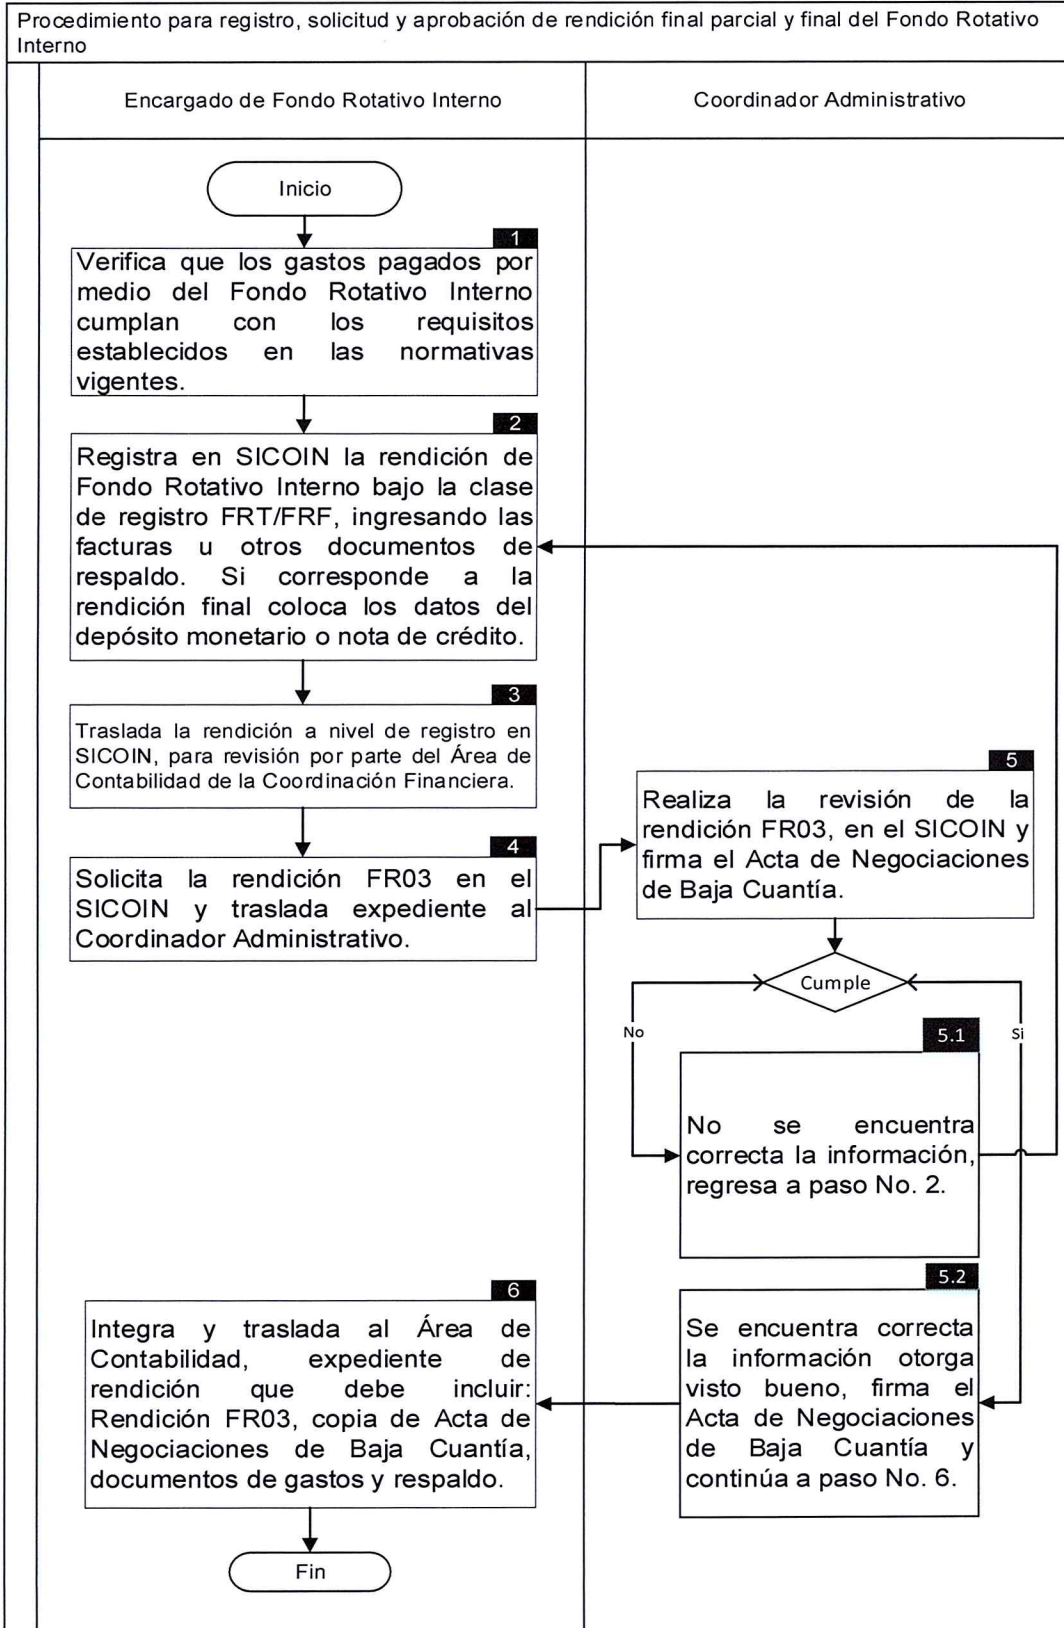 Procedimiento para registro, solicitud y aprobación de rendición final parcial y final del Fondo Rotativo
Interno
Encargado de Fondo Rotativo Interno
Coordinador Administrativo
Inicio
1
Verifica que los gastos pagados por
medio del Fondo Rotativo Interno
cumplan con los requisitos
establecidos en las normativas
vigentes.
2
Registra en SICOIN la rendición de
Fondo Rotativo Interno bajo la clase
de registro FRT/FRF, ingresando las
facturas u otros documentos de
respaldo. Si corresponde a la
rendición final coloca los datos del
depósito monetario o nota de crédito.
3
Traslada la rendición a nivel de registro en
SICOIN, para revisión por parte del Área de
Contabilidad de la Coordinación Financiera.
4
Solicita la rendición FR03 en el
SICOIN y traslada expediente al
Coordinador Administrativo.
5
Realiza la revisión de la
rendición FR03, en el SICOIN y
firma el Acta de Negociaciones
de Baja Cuantía.
Cumple
No
Si
5.1
No se encuentra
correcta la información,
regresa a paso No. 2.
5.2
Se encuentra correcta
la información otorga
visto bueno, firma el
Acta de Negociaciones
de Baja Cuantía y
continúa a paso No. 6.
6
Integra y traslada al Área de
Contabilidad, expediente de
rendición que debe incluir:
Rendición FR03, copia de Acta de
Negociaciones de Baja Cuantía,
documentos de gastos y respaldo.
Fin